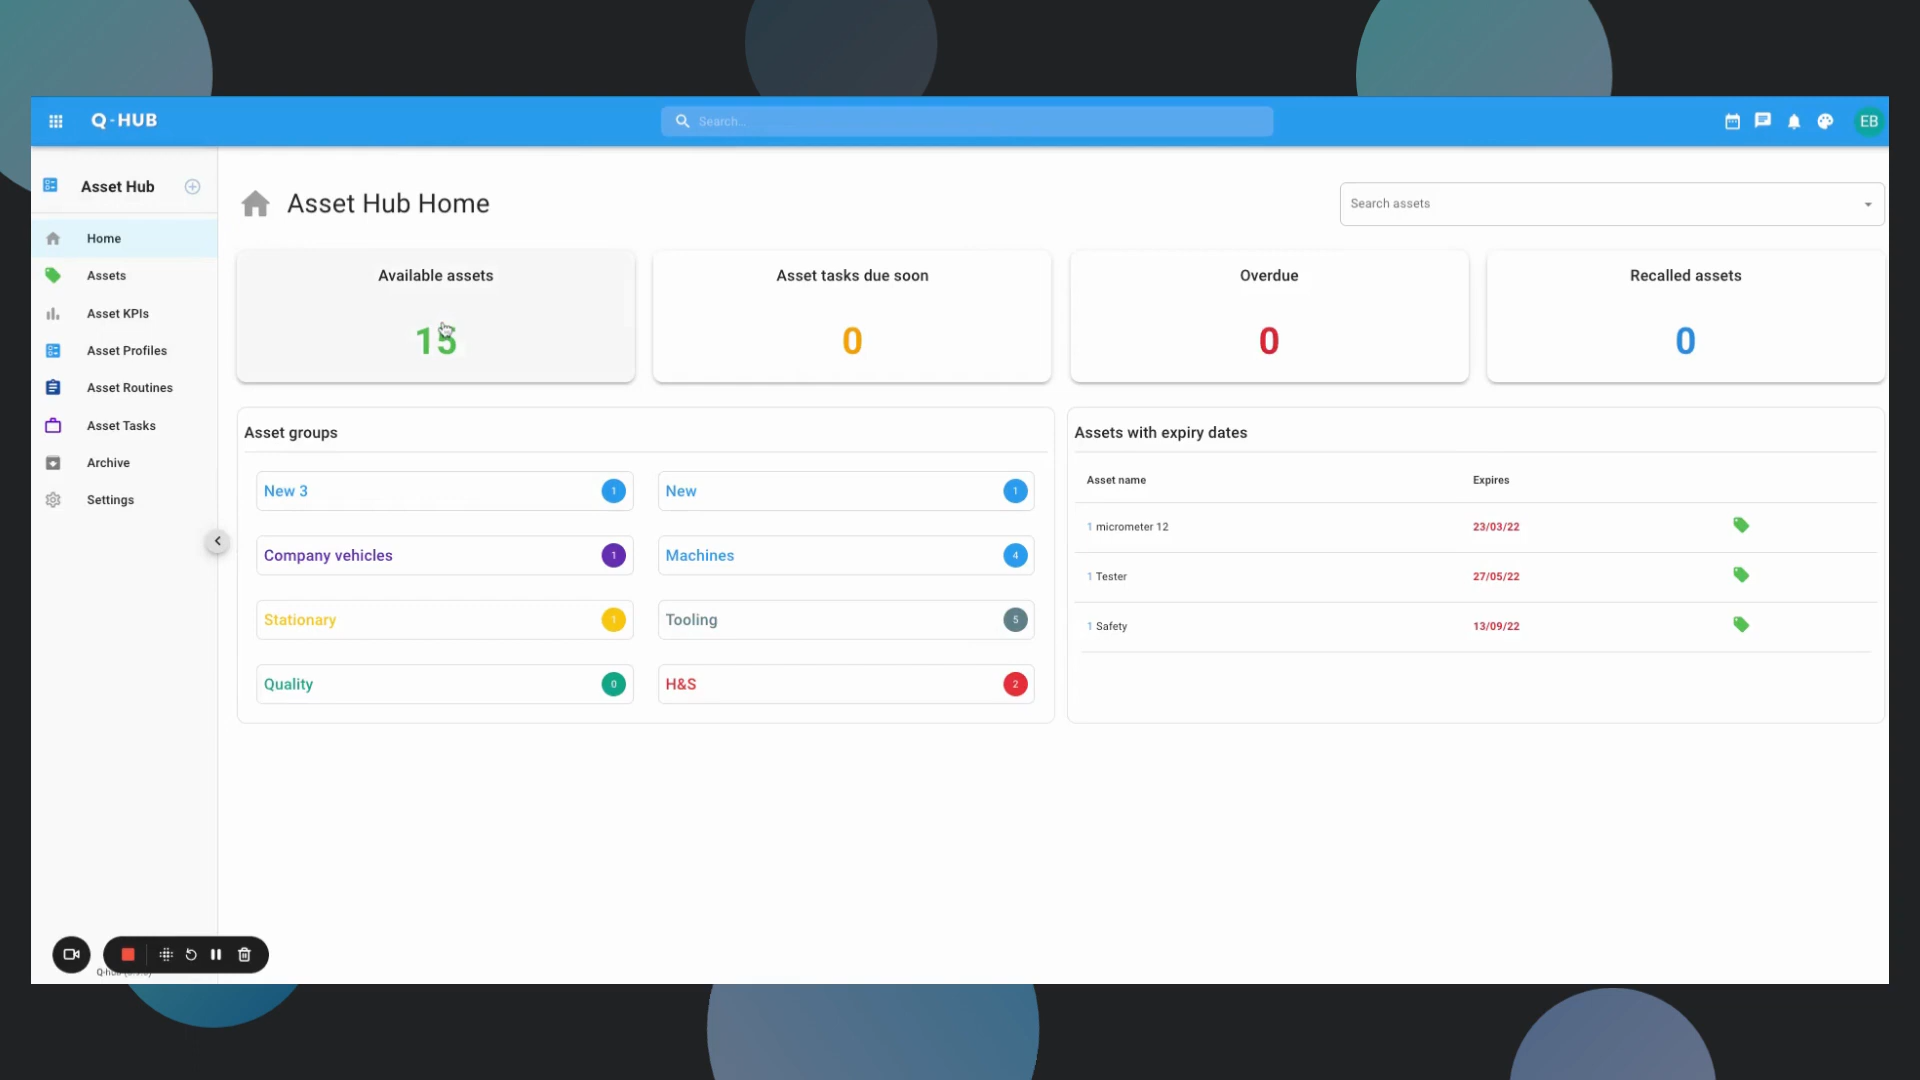 Q-HUB
Search...
EB
Asset Hub
Home
Assets
Asset KPIs
Asset Profiles
Asset Routines
Asset Tasks
Archive
Settings
Asset Hub Home
Search assets
Available assets
15
Asset tasks due soon
0
Overdue
0
Recalled assets
0
Asset groups
New 3 1
New 1
Company vehicles 1
Machines 4
Stationary 1
Tooling 5
Quality 0
H&S 2
Assets with expiry dates
Asset name Expires
1 micrometer 12 23/03/22
1 Tester 27/05/22
1 Safety 13/09/22